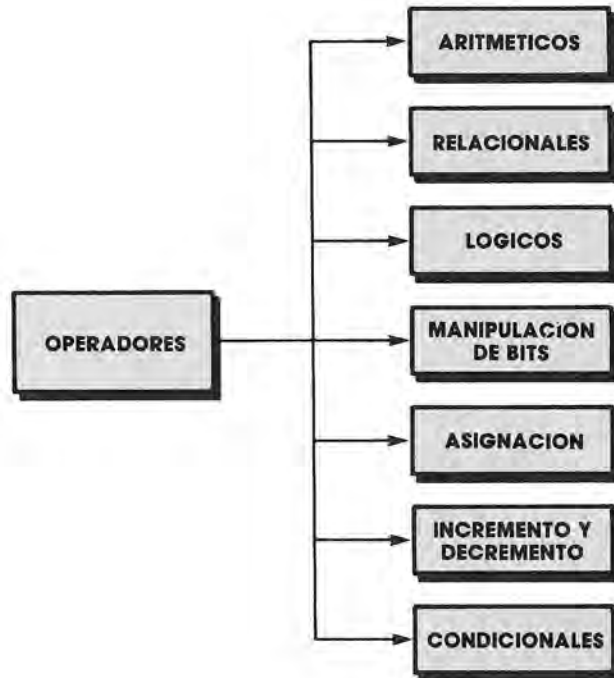 ARITMETICOS
RELACIONALES
LOGICOS
OPERADORES
MANIPULACION
DE BITS
ASIGNACION
INCREMENTO Y
DECREMENTO
CONDICIONALES